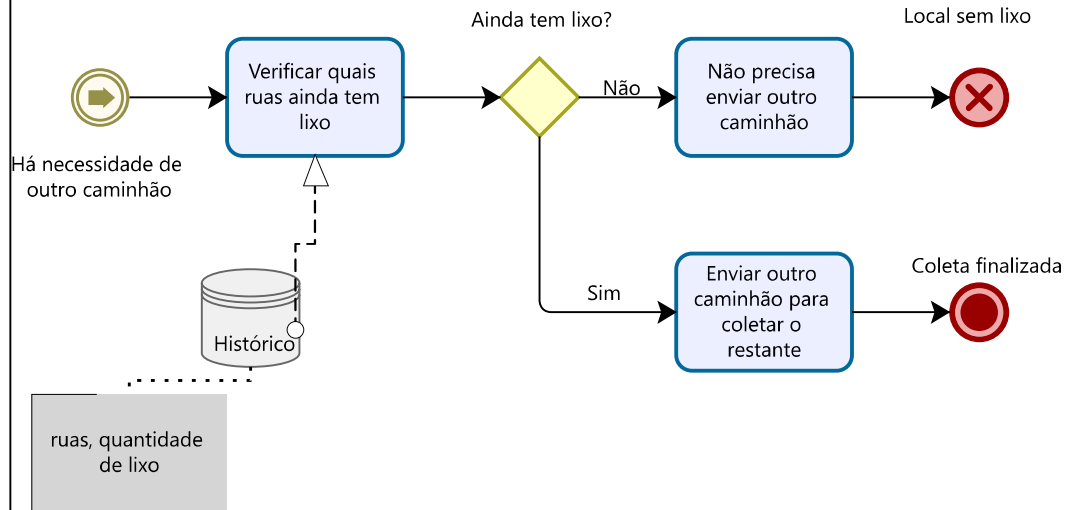 Ainda tem lixo?
Local sem lixo
Verificar quais
ruas ainda tem
lixo
Não
Não precisa
enviar outro
caminhão
Há necessidade de
outro caminhão
Sim
Enviar outro
caminhão para
coletar o
restante
Coleta finalizada
Histórico
ruas, quantidade
de lixo